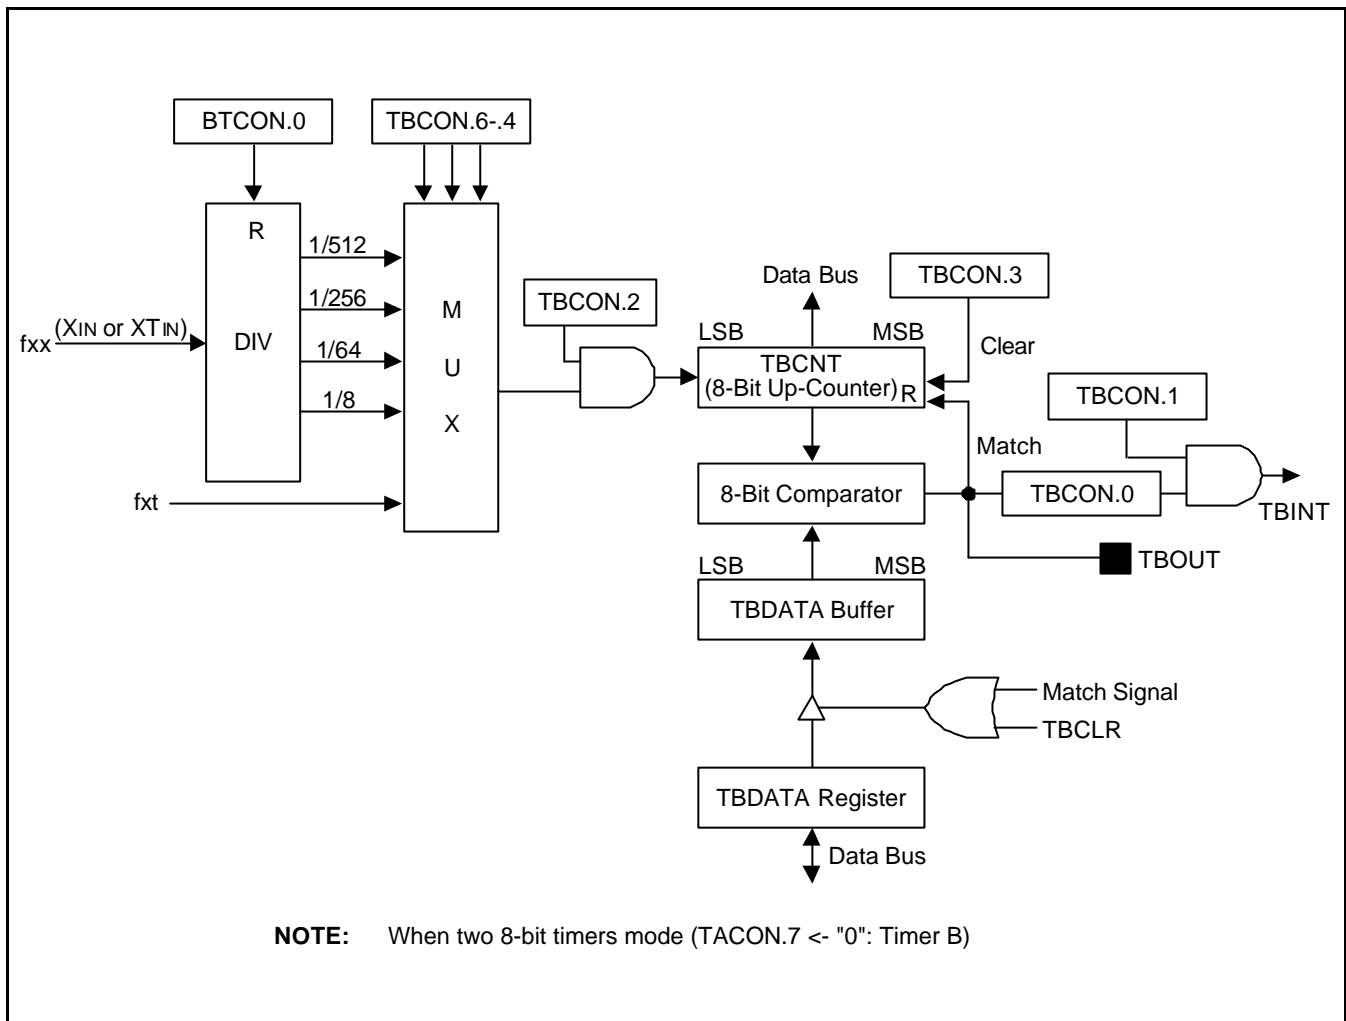 BTCON.0
TBCON.6-.4
R
1/512
1/256
1/64
1/8
fxx
(XIN or XTIN)
DIV
M
U
X
fxt
TBCON.2
Data Bus
TBCON.3
LSB
MSB
Clear
TBCNT
(8-Bit Up-Counter)
R
TBCON.1
Match
8-Bit Comparator
TBCON.0
TBINT
TBOUT
LSB
MSB
TBDATA Buffer
Match Signal
TBCLR
TBDATA Register
Data Bus
NOTE: When two 8-bit timers mode (TACON.7 <- "0": Timer B)